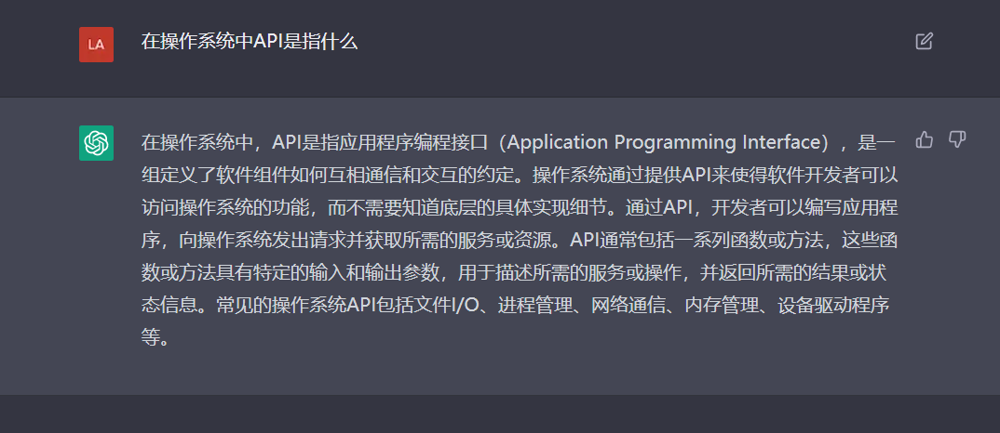 LA
在操作系统中API是指什么
在操作系统中，API是指应用程序编程接口（Application Programming Interface），是一
组定义了软件组件如何互相通信和交互的约定。操作系统通过提供API来使得软件开发者可以
访问操作系统的功能，而不需要知道底层的具体实现细节。通过API，开发者可以编写应用程
序，向操作系统发出请求并获取所需的服务或资源。API通常包括一系列函数或方法，这些函
数或方法具有特定的输入和输出参数，用于描述所需的服务或操作，并返回所需的结果或状
态信息。常见的操作系统API包括文件I/O、进程管理、网络通信、内存管理、设备驱动程序
等。